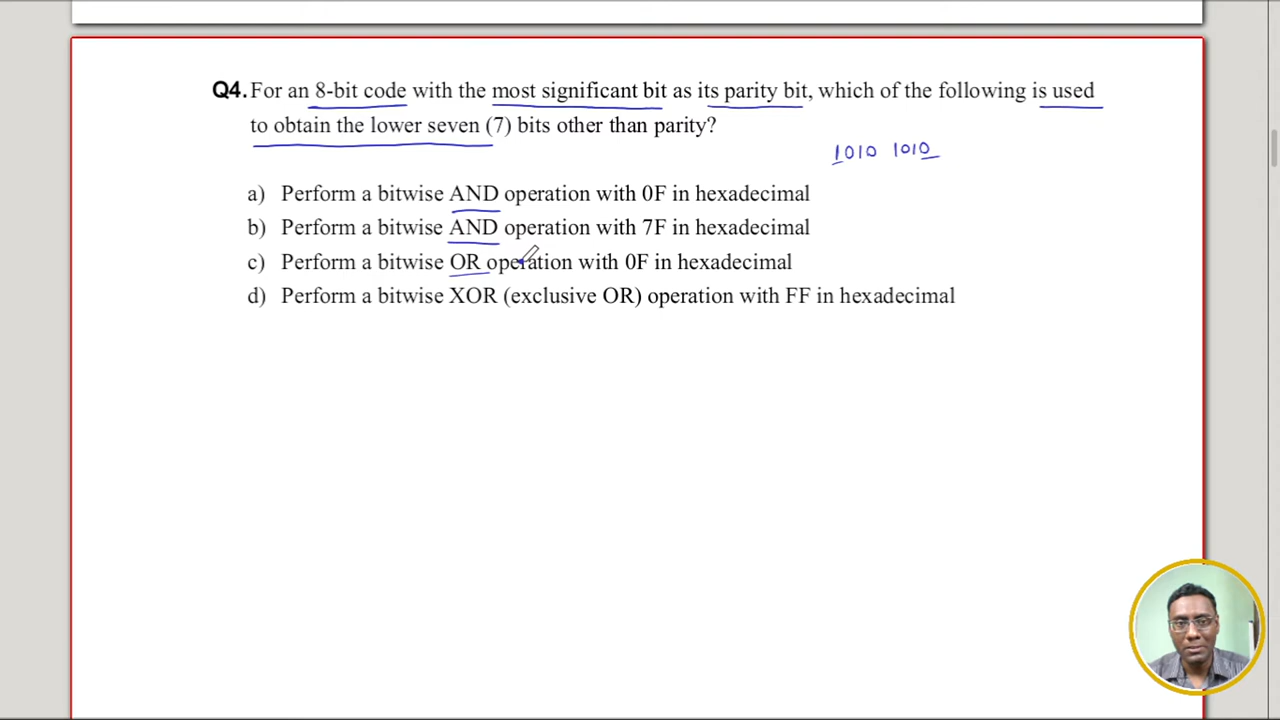 Q4. For an 8-bit code with the most significant bit as its parity bit, which of the following is used
to obtain the lower seven (7) bits other than parity?
1010 1010
a) Perform a bitwise AND operation with 0F in hexadecimal
b) Perform a bitwise AND operation with 7F in hexadecimal
c) Perform a bitwise OR operation with 0F in hexadecimal
d) Perform a bitwise XOR (exclusive OR) operation with FF in hexadecimal